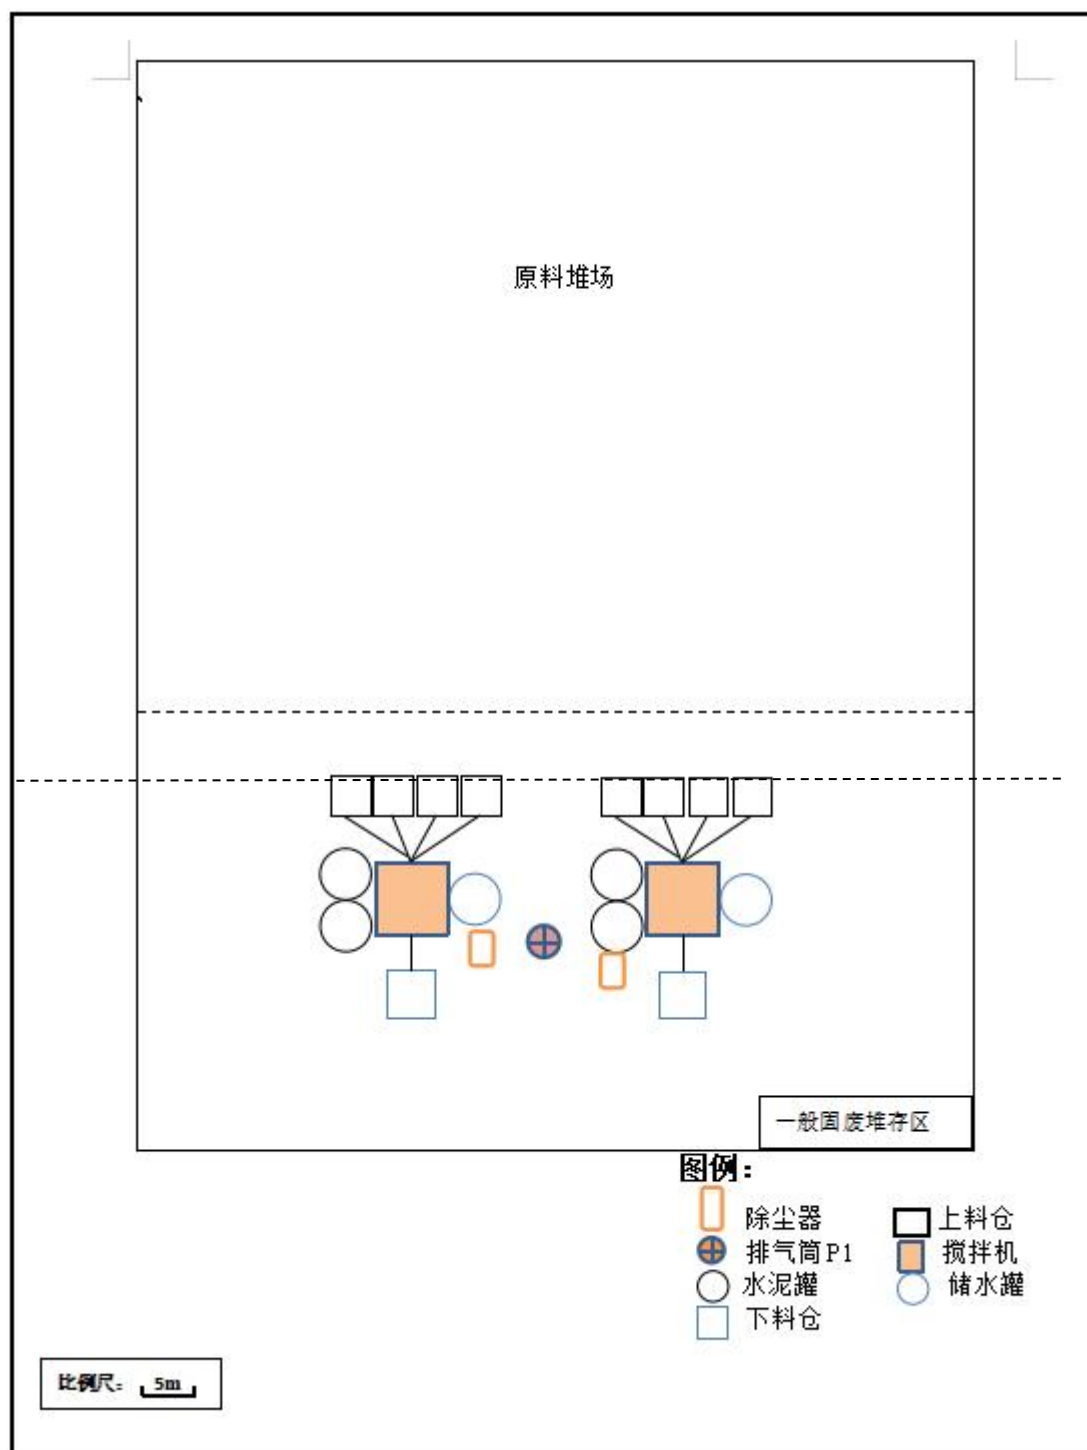 原料堆场
一般固废堆存区
图例：
除尘器 上料仓
排气筒P1 搅拌机
水泥罐 储水罐
下料仓
比例尺： 5m